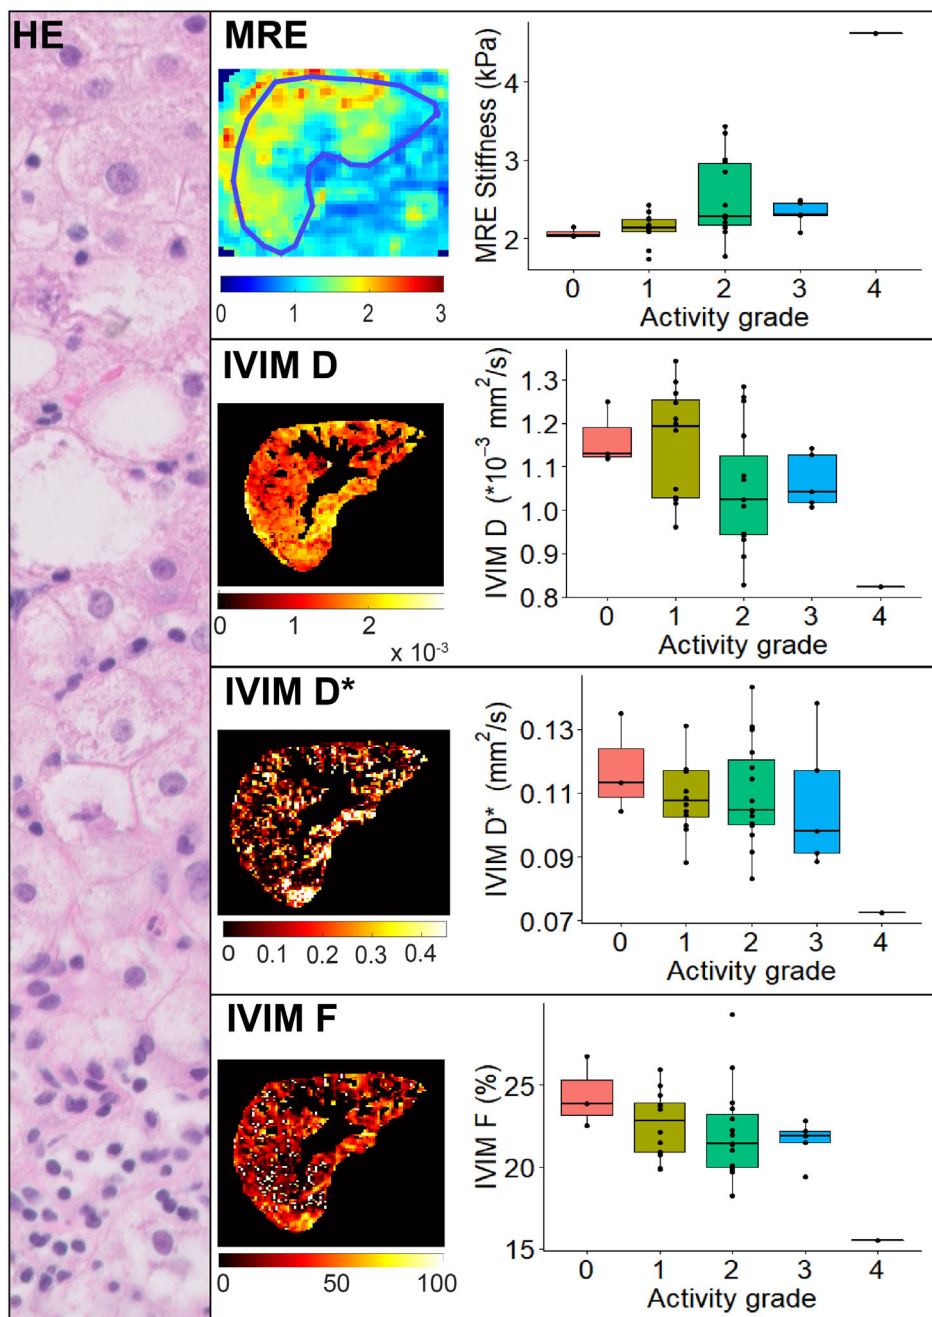 HE
MRE
0 1 2 3
MRE Stiffness (kPa)
4
3
2
0 1 2 3 4
Activity grade
IVIM D
0 1 2
x 10⁻³
IVIM D (*10⁻³ mm²/s)
1.3
1.2
1.1
1.0
0.9
0.8
0 1 2 3 4
Activity grade
IVIM D*
0 0.1 0.2 0.3 0.4
IVIM D* (mm²/s)
0.13
0.11
0.09
0.07
0 1 2 3 4
Activity grade
IVIM F
0 50 100
IVIM F (%)
25
20
15
0 1 2 3 4
Activity grade